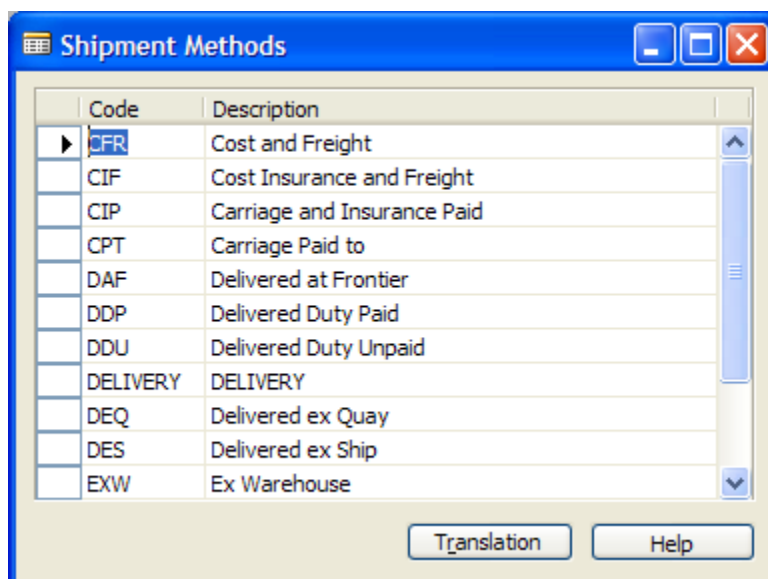 Shipment Methods
Code Description
CFR Cost and Freight
CIF Cost Insurance and Freight
CIP Carriage and Insurance Paid
CPT Carriage Paid to
DAF Delivered at Frontier
DDP Delivered Duty Paid
DDU Delivered Duty Unpaid
DELIVERY DELIVERY
DEQ Delivered ex Quay
DES Delivered ex Ship
EXW Ex Warehouse
Translation Help